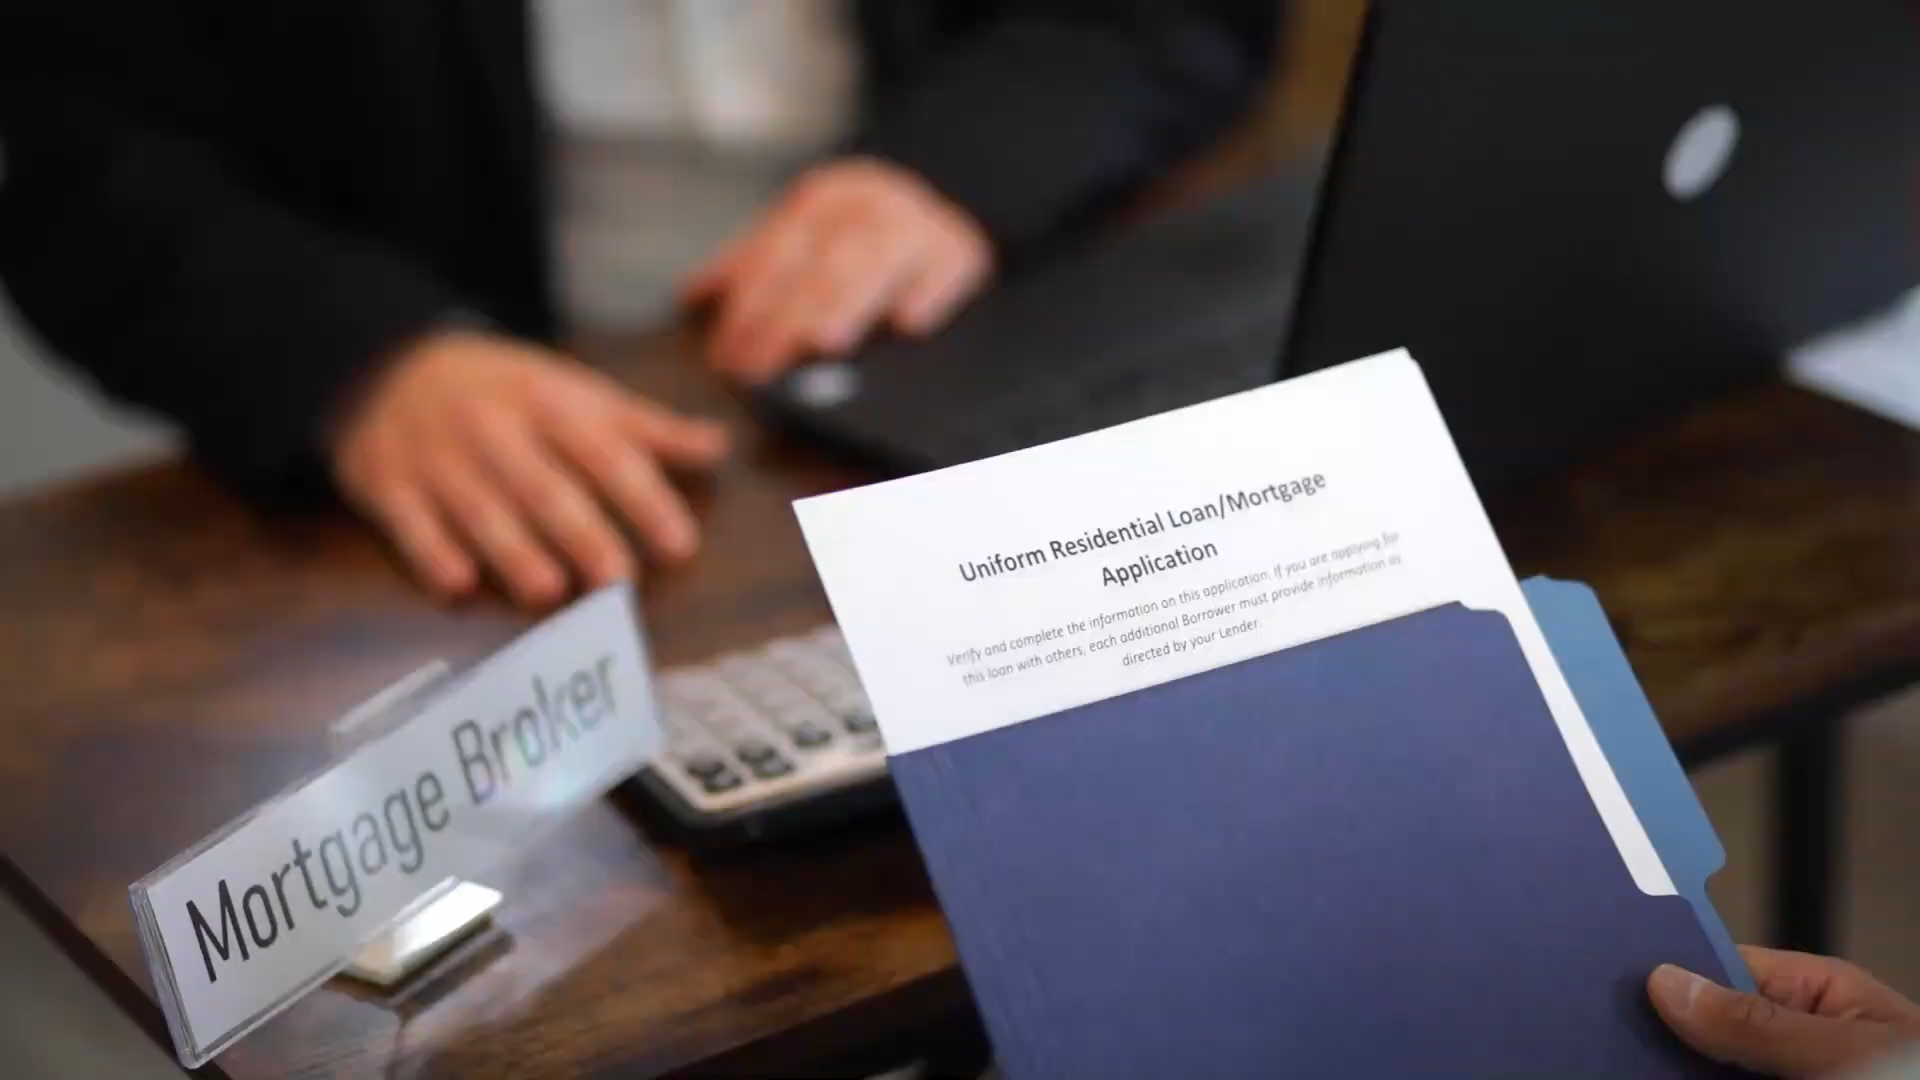 Uniform Residential Loan/Mortgage
Application
Verify and complete the information on this application. If you are applying for
this loan with others, each additional Borrower must provide information as
directed by your Lender.
Mortgage Broker